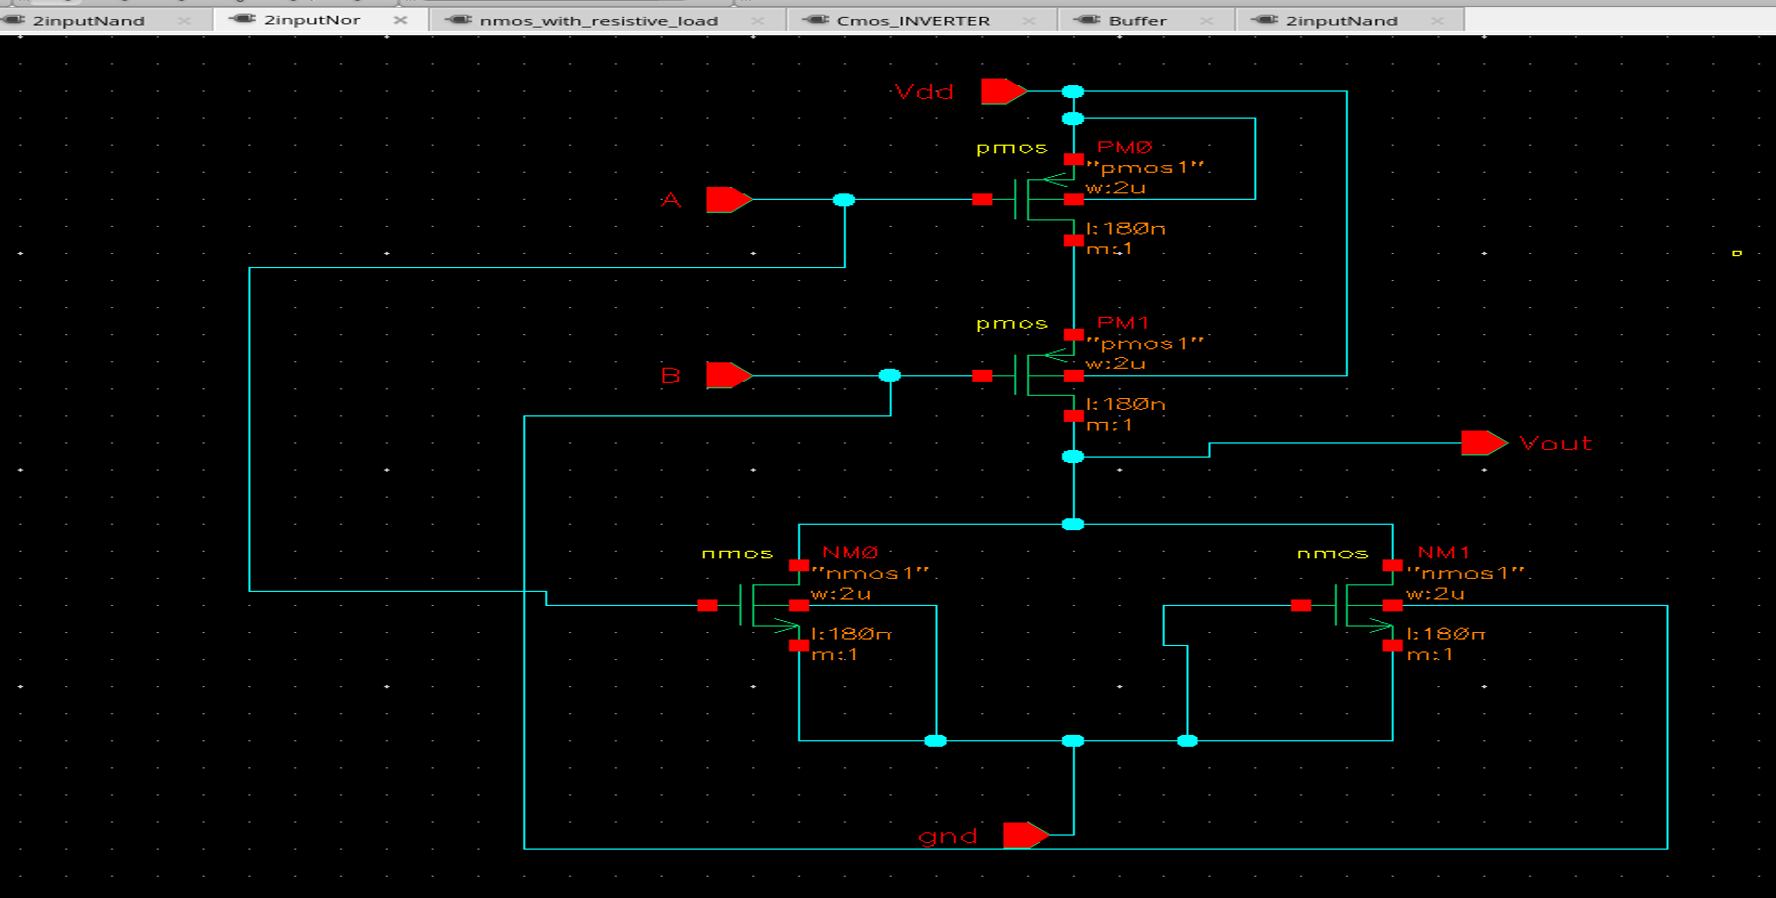 2inputNand
2inputNor
nmos_with_resistive_load
Cmos_INVERTER
Buffer
2inputNand
Vdd
pmos PM0
"pmos1"
w:2u
A
l:180n
m:1
pmos PM1
"pmos1"
w:2u
B
l:180n
m:1
Vout
nmos NM0
"nmos1"
w:2u
l:180n
m:1
nmos NM1
"nmos1"
w:2u
l:180n
m:1
gnd